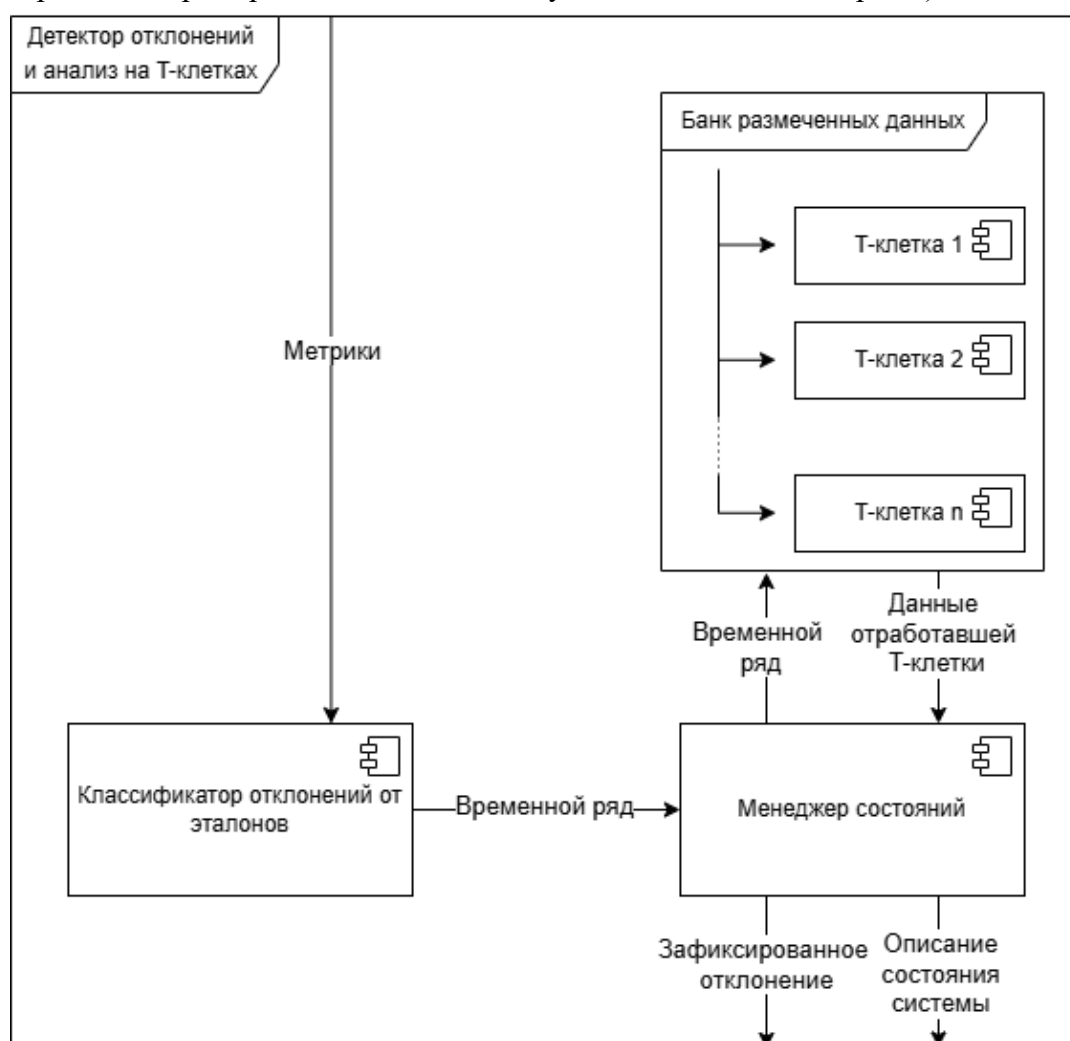 Детектор отклонений
и анализ на Т-клетках
Банк размеченных данных
Т-клетка 1
Т-клетка 2
Т-клетка n
Метрики
Временной
ряд
Данные
отработавшей
Т-клетки
Классификатор отклонений от
эталонов
Временной ряд
Менеджер состояний
Зафиксированное
отклонение
Описание
состояния
системы